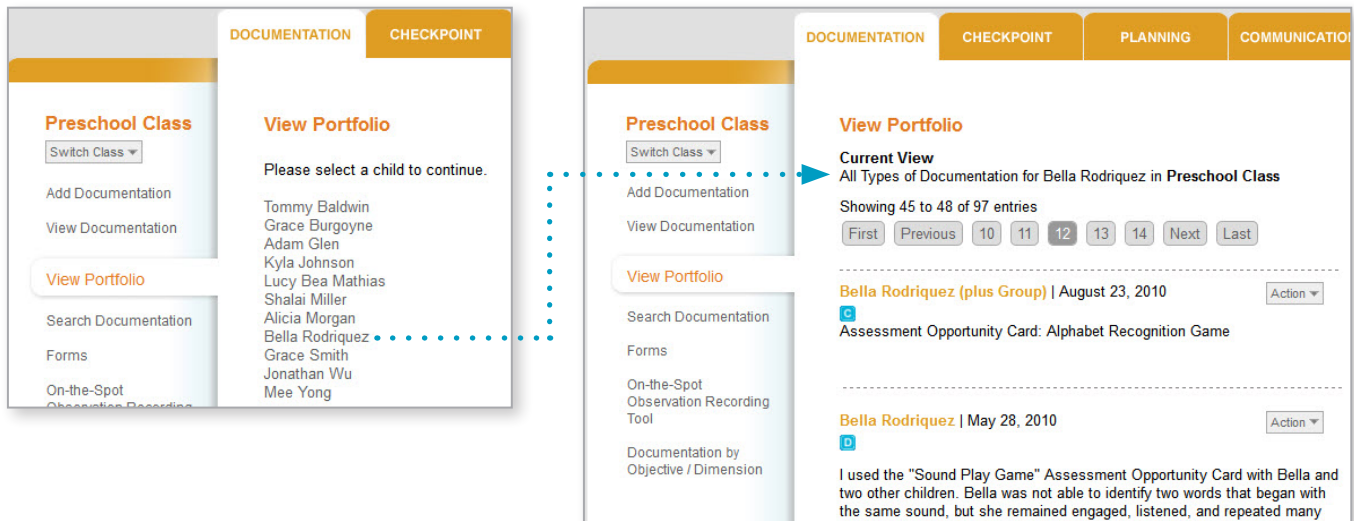 DOCUMENTATION CHECKPOINT
Preschool Class
Switch Class
Add Documentation
View Documentation
View Portfolio
Search Documentation
Forms
On-the-Spot
Observation Recording
View Portfolio
Please select a child to continue.
Tommy Baldwin
Grace Burgoyne
Adam Glen
Kyla Johnson
Lucy Bea Mathias
Shalai Miller
Alicia Morgan
Bella Rodriquez
Grace Smith
Jonathan Wu
Mee Yong
DOCUMENTATION CHECKPOINT PLANNING COMMUNICATION
Preschool Class
Switch Class
Add Documentation
View Documentation
View Portfolio
Search Documentation
Forms
On-the-Spot
Observation Recording
Tool
Documentation by
Objective / Dimension
View Portfolio
Current View
All Types of Documentation for Bella Rodriquez in Preschool Class
Showing 45 to 48 of 97 entries
First Previous 10 11 12 13 14 Next Last
Bella Rodriquez (plus Group) | August 23, 2010 Action
C
Assessment Opportunity Card: Alphabet Recognition Game
Bella Rodriquez | May 28, 2010 Action
D
I used the "Sound Play Game" Assessment Opportunity Card with Bella and
two other children. Bella was not able to identify two words that began with
the same sound, but she remained engaged, listened, and repeated many